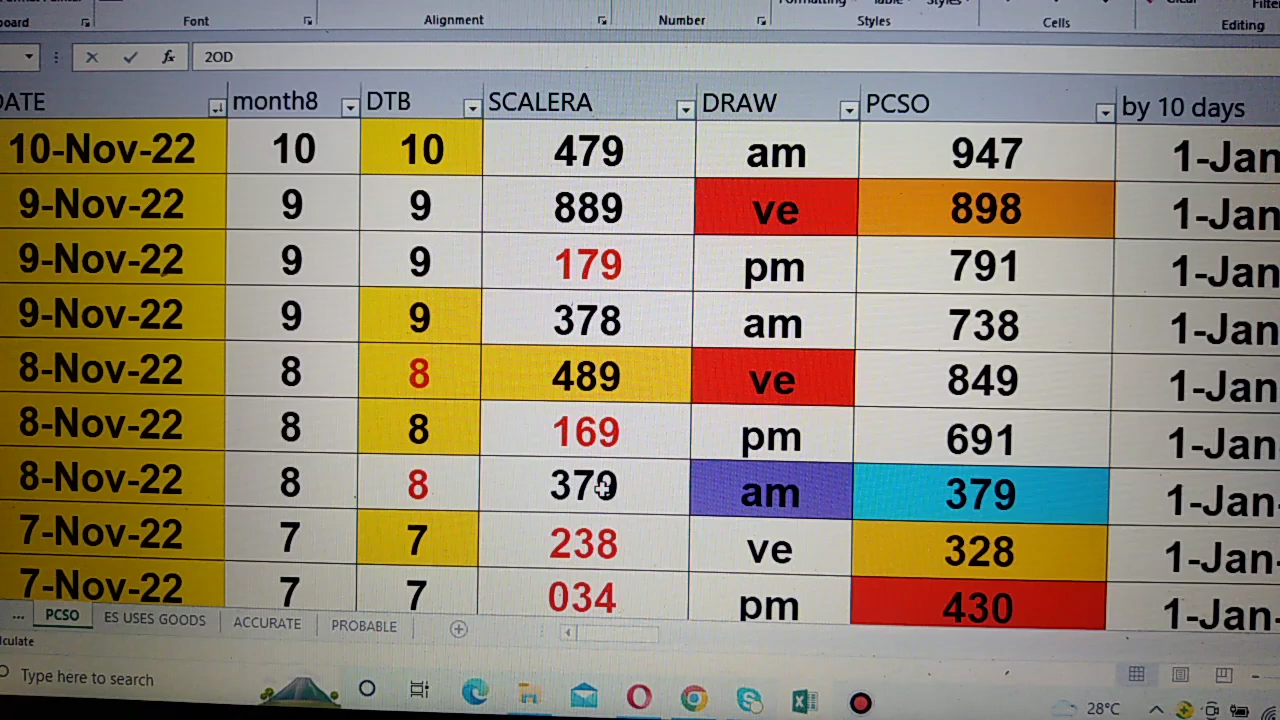 board Font Alignment Number Styles Cells Editing
20D
DATE month8 DTB SCALERA DRAW PCSO by 10 days
10-Nov-22 10 10 479 am 947 1-Jan
9-Nov-22 9 9 889 ve 898 1-Jan
9-Nov-22 9 9 179 pm 791 1-Jan
9-Nov-22 9 9 378 am 738 1-Jan
8-Nov-22 8 8 489 ve 849 1-Jan
8-Nov-22 8 8 169 pm 691 1-Jan
8-Nov-22 8 8 379 am 379 1-Jan-
7-Nov-22 7 7 238 ve 328 1-Jan-
7-Nov-22 7 7 034 pm 430 1-Jan-
... PCSO ES USES GOODS ACCURATE PROBABLE
lculate
Type here to search 28°C